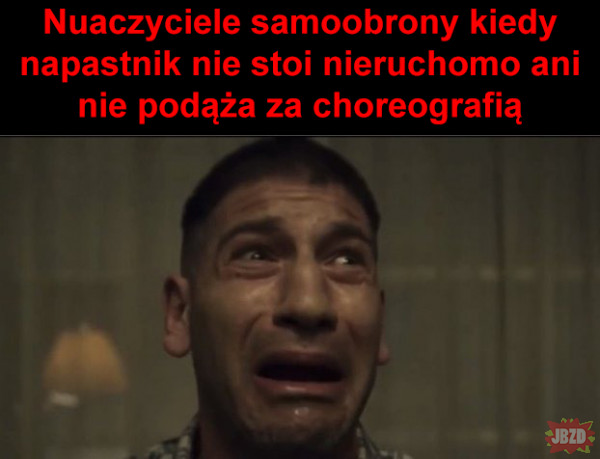 Nuaczyciele samoobrony kiedy
napastnik nie stoi nieruchomo ani
nie podąża za choreografią
JBZD